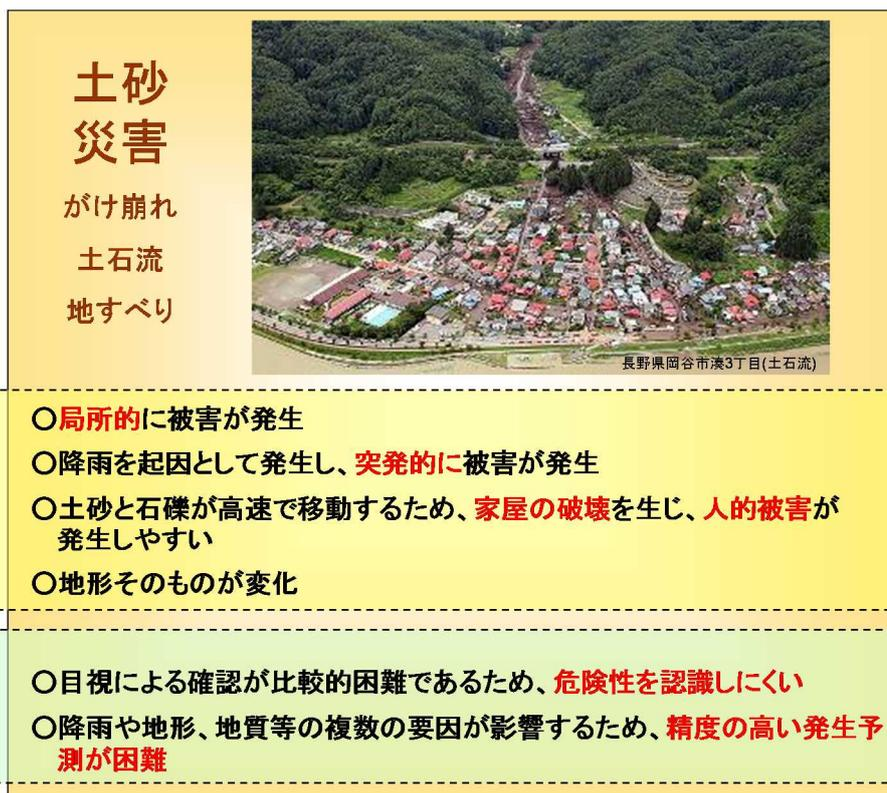 土砂
災害
がけ崩れ
土石流
地すべり
長野県岡谷市湊3丁目(土石流)
○局所的に被害が発生
○降雨を起因として発生し、突発的に被害が発生
○土砂と石礫が高速で移動するため、家屋の破壊を生じ、人的被害が
発生しやすい
○地形そのものが変化
○目視による確認が比較的困難であるため、危険性を認識しにくい
○降雨や地形、地質等の複数の要因が影響するため、精度の高い発生予
測が困難